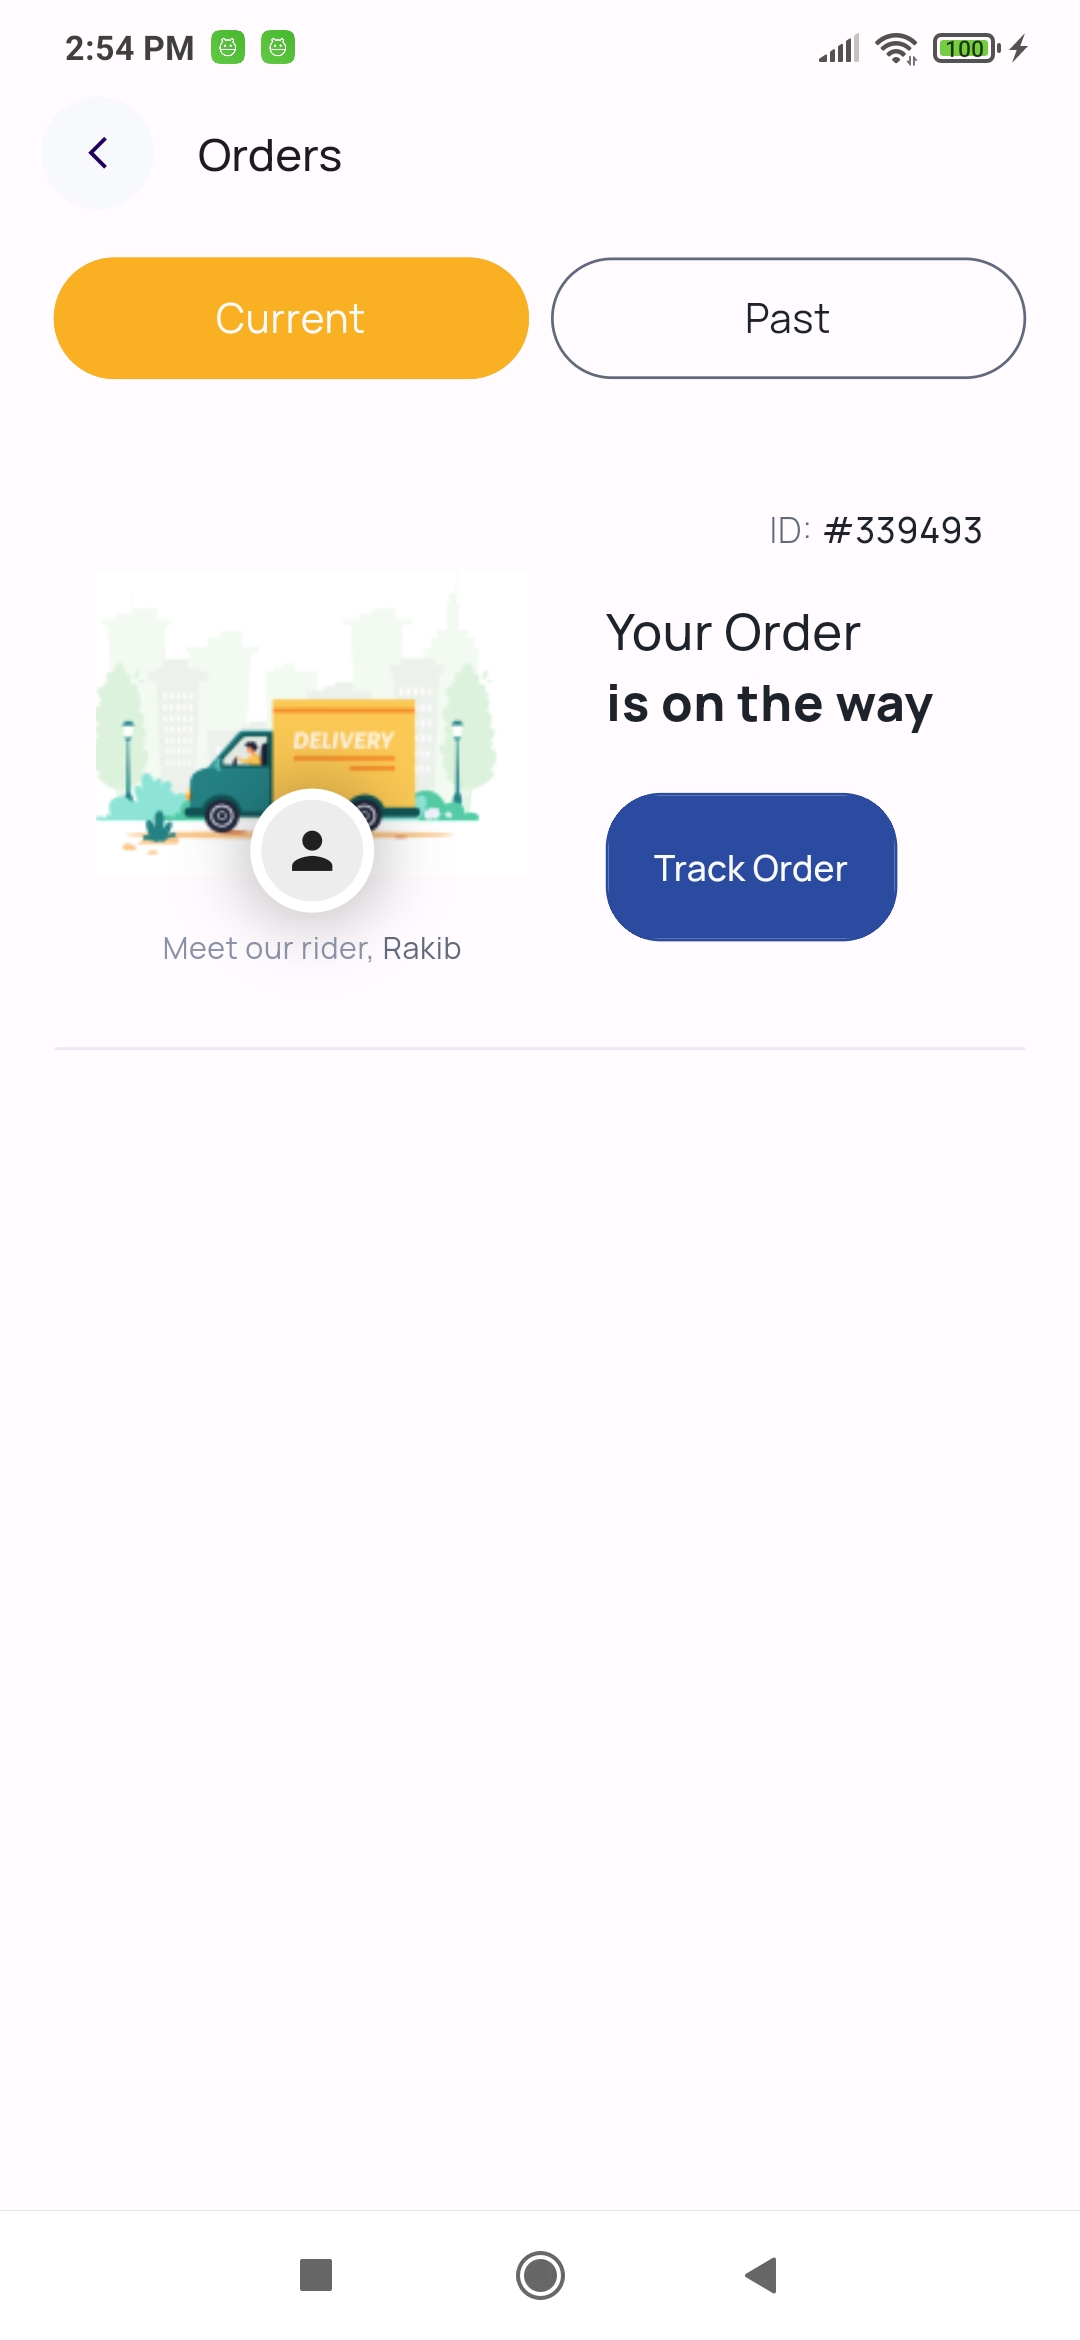 2:54 PM
100
Orders
Current
Past
ID: #339493
Your Order
is on the way
DELIVERY
Track Order
Meet our rider, Rakib